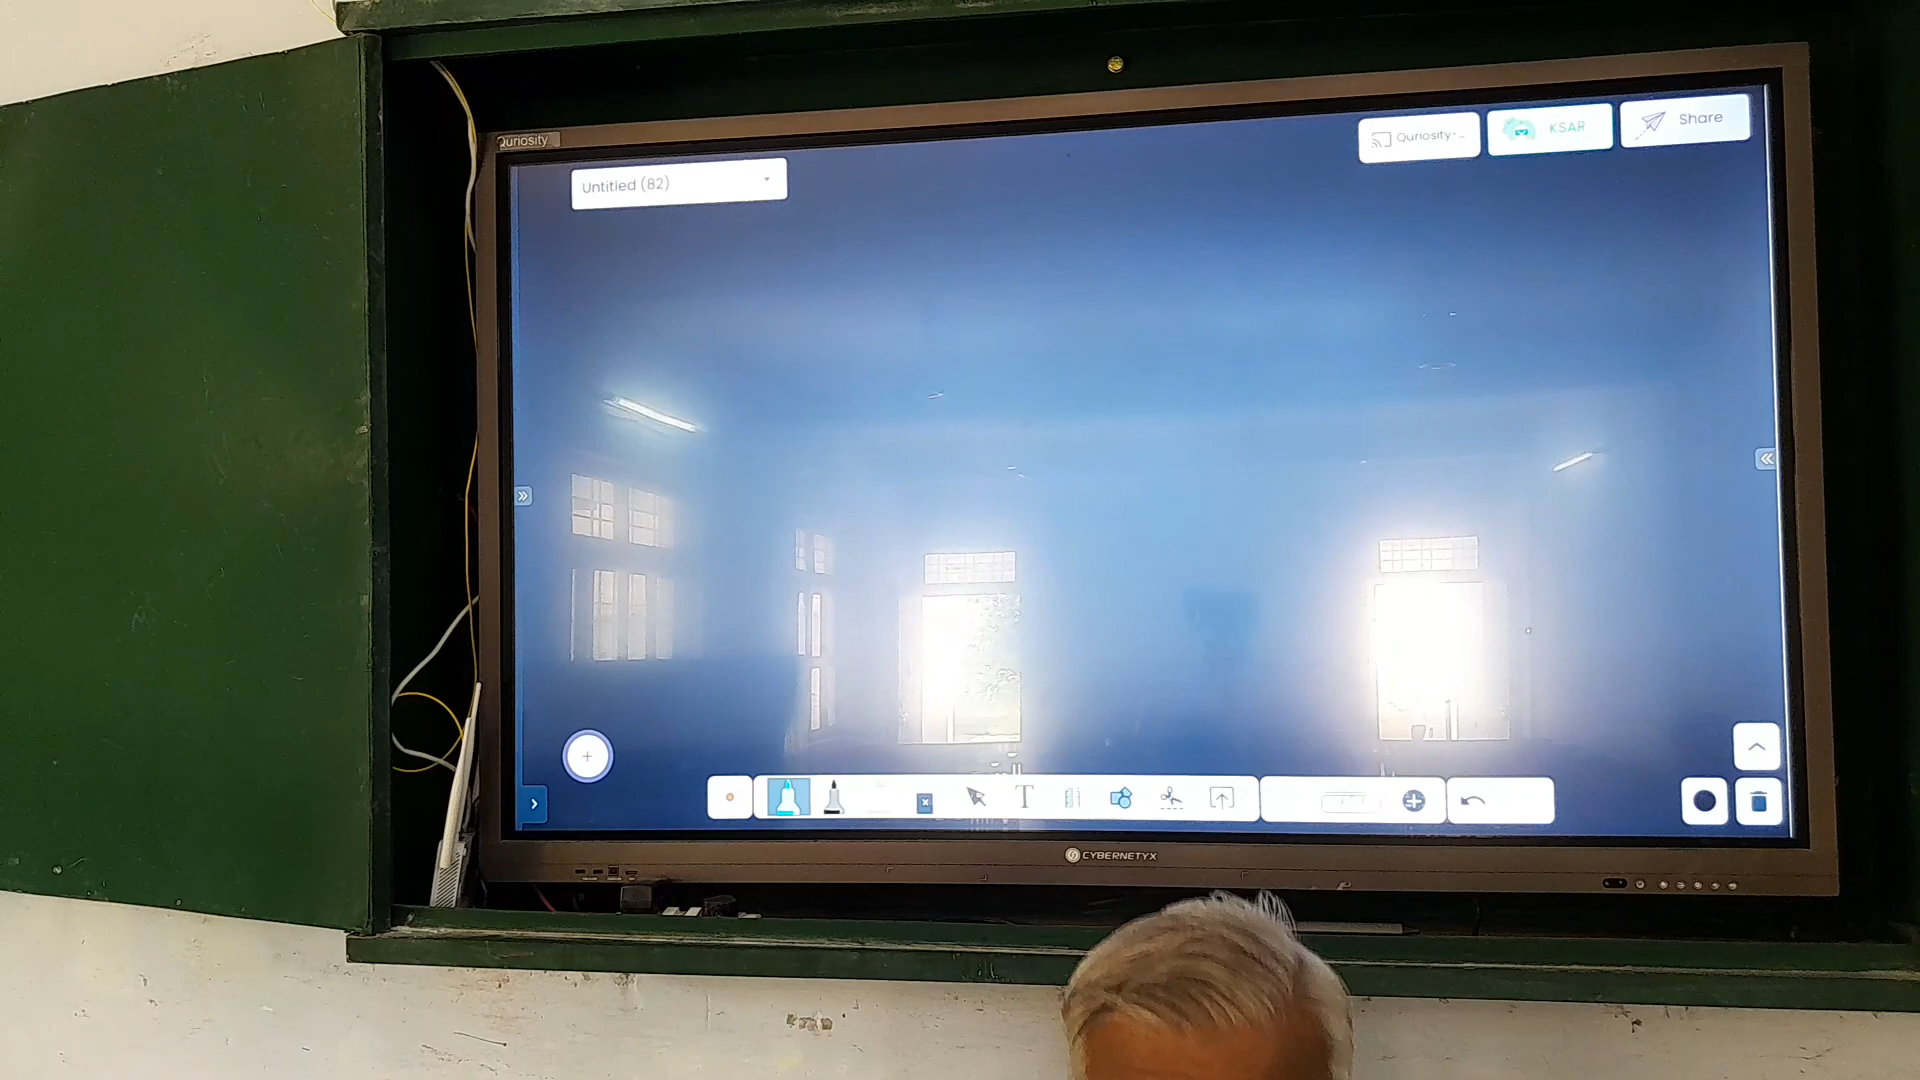 Quriosity
Untitled (82)
Quriosity-...
KSAR
Share
T
CYBERNETYX